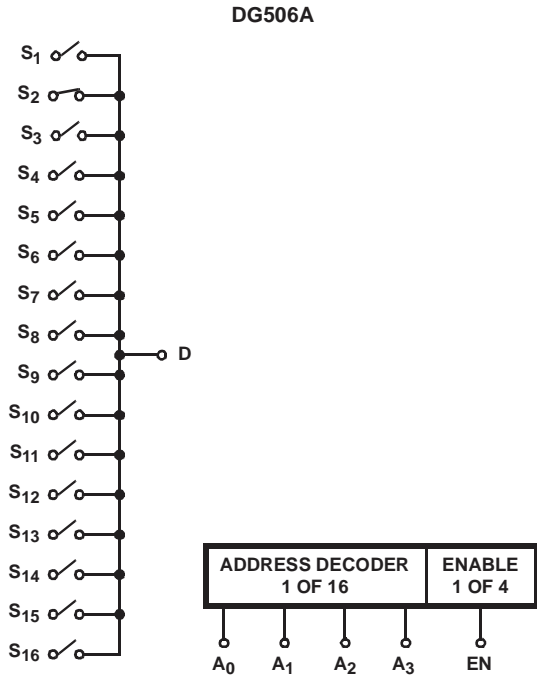 DG506A
S1
S2
S3
S4
S5
S6
S7
S8
D
S9
S10
S11
S12
S13
S14
S15
S16
ADDRESS DECODER ENABLE
1 OF 16 1 OF 4
A0 A1 A2 A3 EN